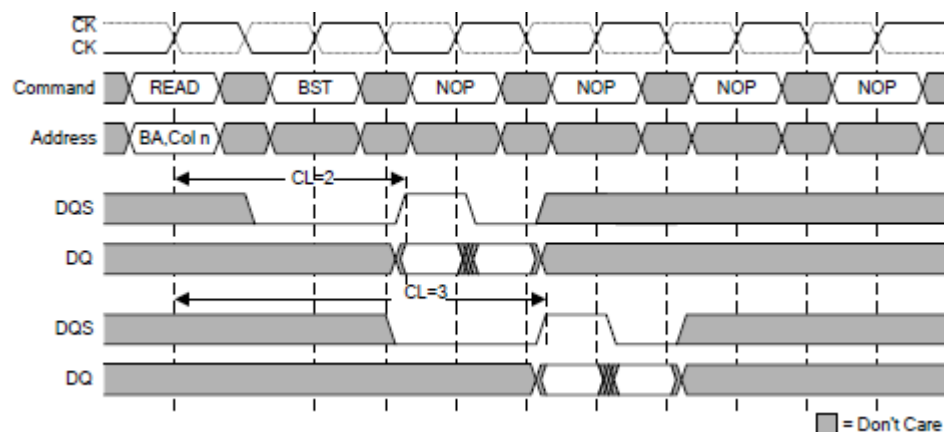 CK
CK
Command READ BST NOP NOP NOP NOP
Address BA,Col n
CL=2
DQS
DQ
CL=3
DQS
DQ
= Don't Care